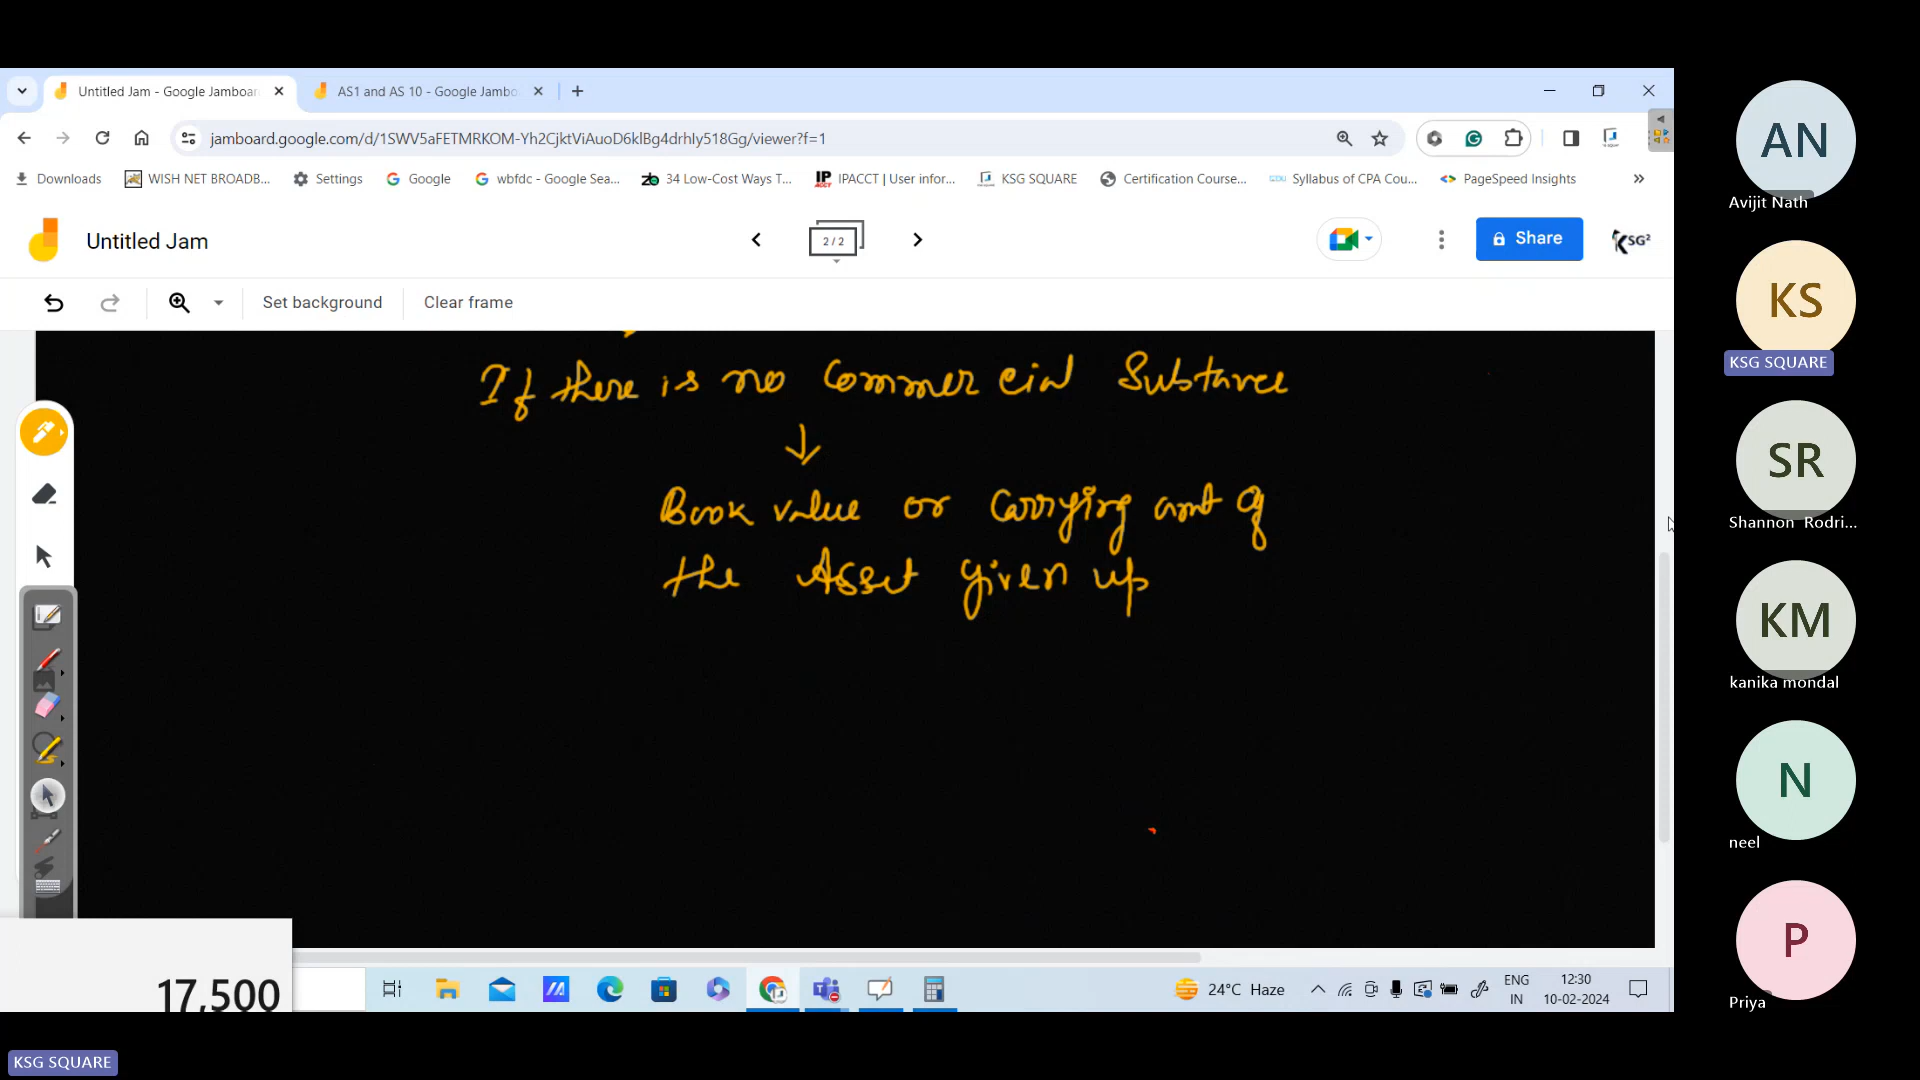 Untitled Jam - Google Jamboar
AS1 and AS 10 - Google Jambo
jamboard.google.com/d/1SWV5aFETMRKOM-Yh2CjktViAuoD6klBg4drhIy518Gg/viewer?f=1
Downloads WISH NET BROADB... Settings Google wbfdc - Google Sea... 34 Low-Cost Ways T... IPACCT | User infor... KSG SQUARE Certification Course... Syllabus of CPA Cou... PageSpeed Insights
Untitled Jam
2 / 2
Share
KSG²
Set background Clear frame
If there is no Commercial Substance
↓
Book value or Carrying amt of
the Asset given up
17,500
24°C Haze
ENG
IN
12:30
10-02-2024
KSG SQUARE
AN
Avijit Nath
KS
KSG SQUARE
SR
Shannon Rodri...
KM
kanika mondal
N
neel
P
Priya